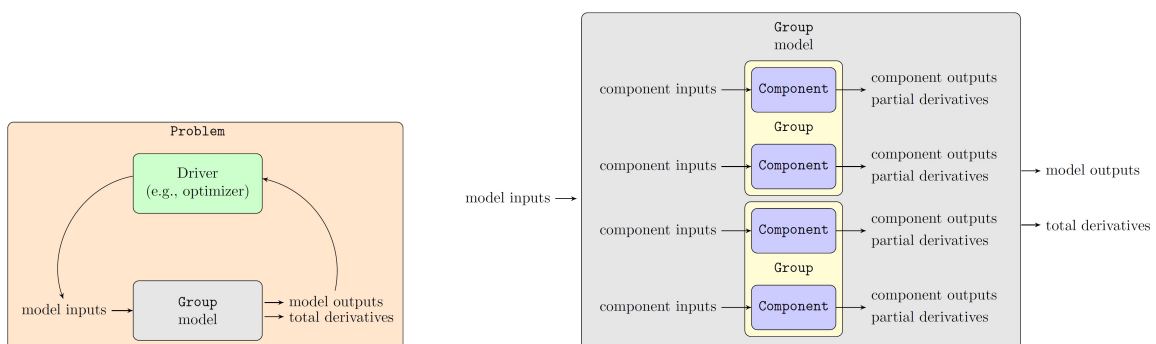 Problem
Driver
(e.g., optimizer)
model inputs
Group
model
model outputs
total derivatives
Group
model
component inputs
Component
component outputs
partial derivatives
Group
component inputs
Component
component outputs
partial derivatives
model inputs
model outputs
component inputs
Component
component outputs
partial derivatives
total derivatives
Group
component inputs
Component
component outputs
partial derivatives